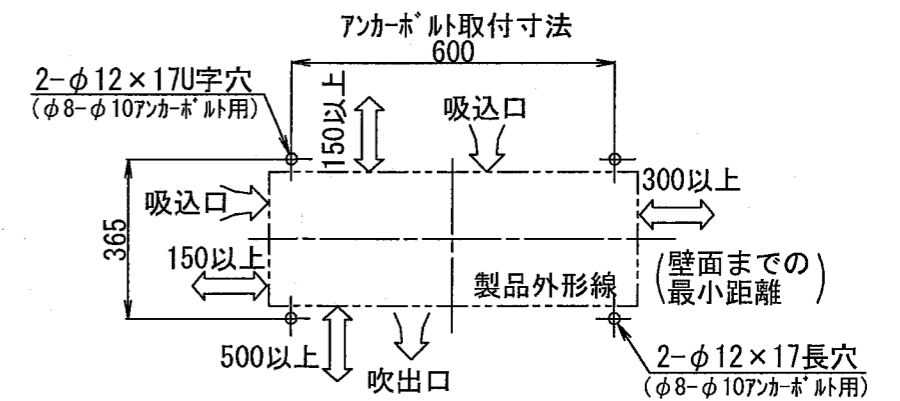 アンカーボルト取付寸法
600
2-φ12×17U字穴
(φ8-φ10アンカーボルト用)
150以上
吸込口
300以上
吸込口
365
150以上
(壁面までの
最小距離)
製品外形線
500以上
吹出口
2-φ12×17長穴
(φ8-φ10アンカーボルト用)